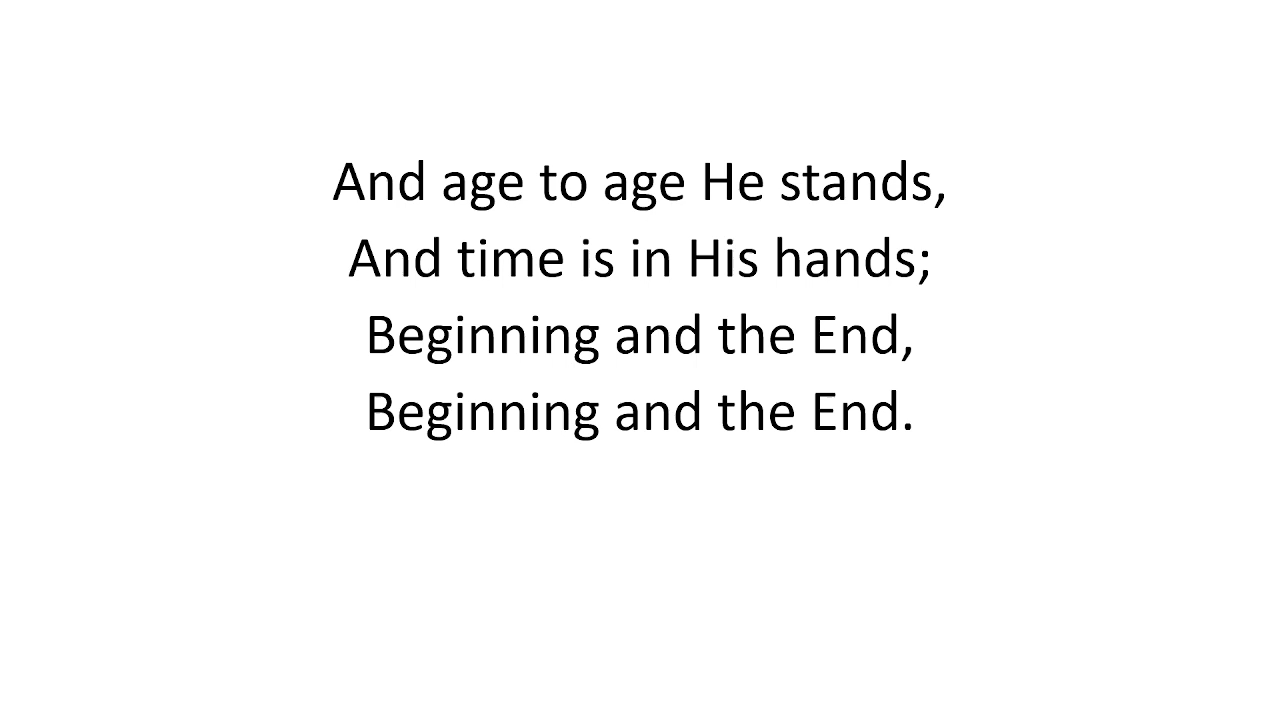 And age to age He stands,
And time is in His hands;
Beginning and the End,
Beginning and the End.